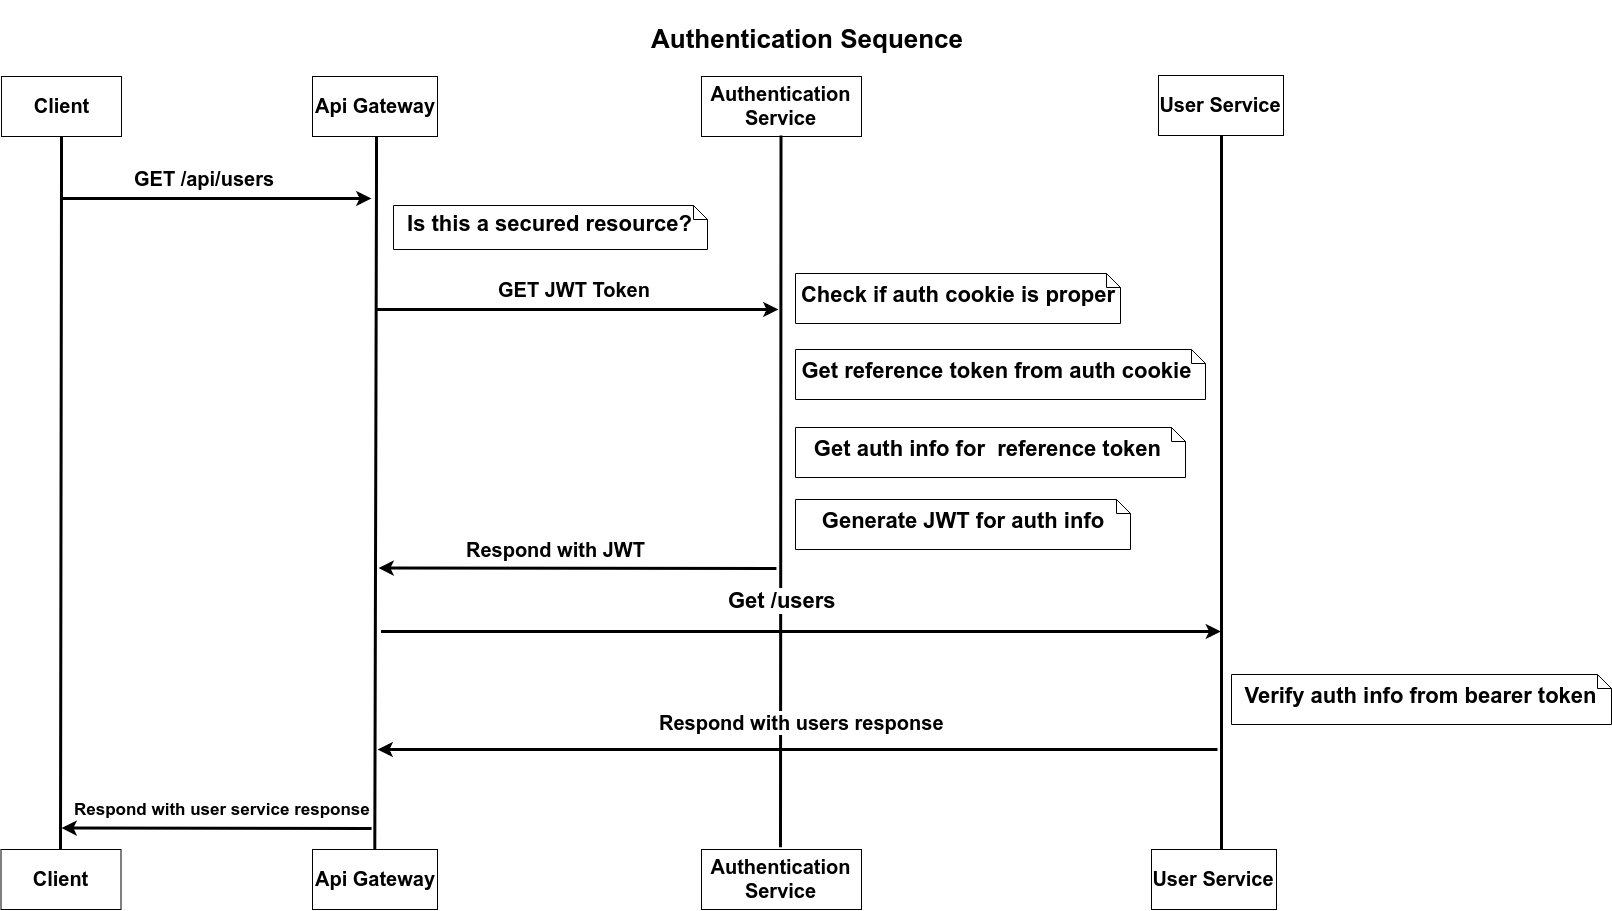 Authentication Sequence
Client
Api Gateway
Authentication
Service
User Service
GET /api/users
Is this a secured resource?
GET JWT Token
Check if auth cookie is proper
Get reference token from auth cookie
Get auth info for  reference token
Generate JWT for auth info
Respond with JWT
Get /users
Verify auth info from bearer token
Respond with users response
Respond with user service response
Client
Api Gateway
Authentication
Service
User Service